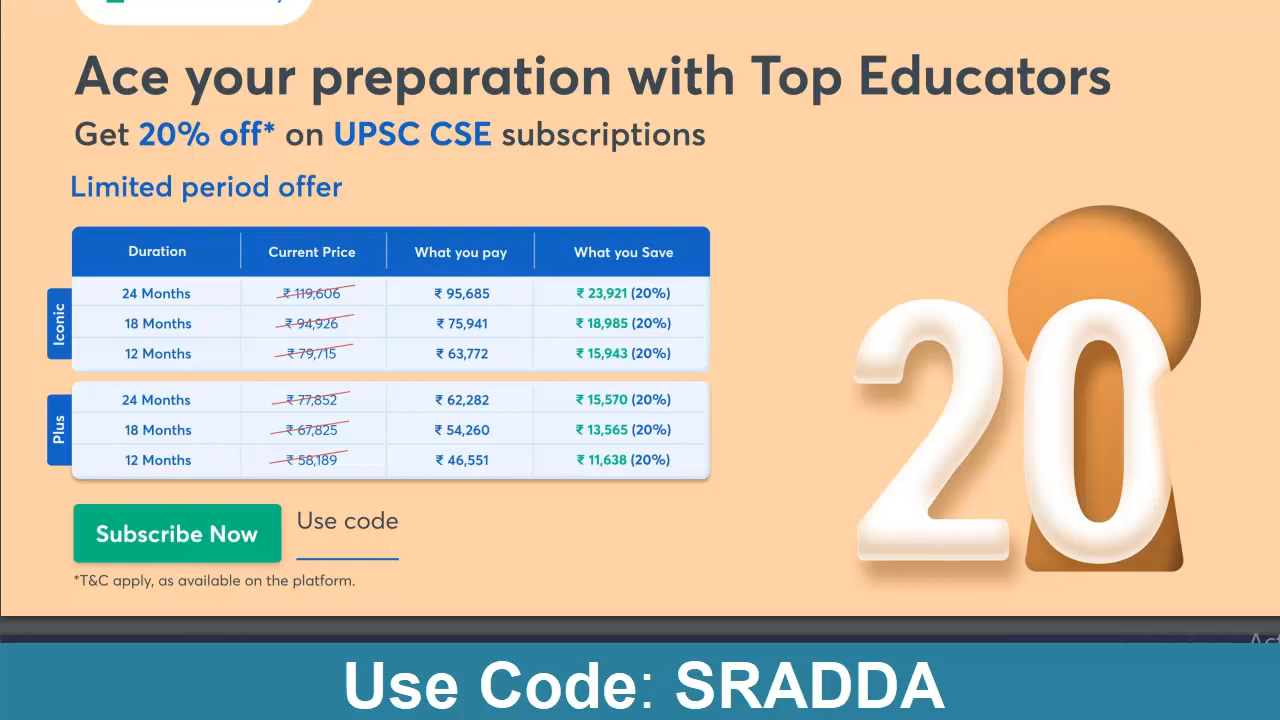 Ace your preparation with Top Educators
Get 20% off* on UPSC CSE subscriptions
Limited period offer
Duration Current Price What you pay What you Save
Iconic
24 Months ₹ 119,606 ₹ 95,685 ₹ 23,921 (20%)
18 Months ₹ 94,926 ₹ 75,941 ₹ 18,985 (20%)
12 Months ₹ 79,715 ₹ 63,772 ₹ 15,943 (20%)
Plus
24 Months ₹ 77,852 ₹ 62,282 ₹ 15,570 (20%)
18 Months ₹ 67,825 ₹ 54,260 ₹ 13,565 (20%)
12 Months ₹ 58,189 ₹ 46,551 ₹ 11,638 (20%)
20
Subscribe Now Use code
*T&C apply, as available on the platform.
Use Code: SRADDA